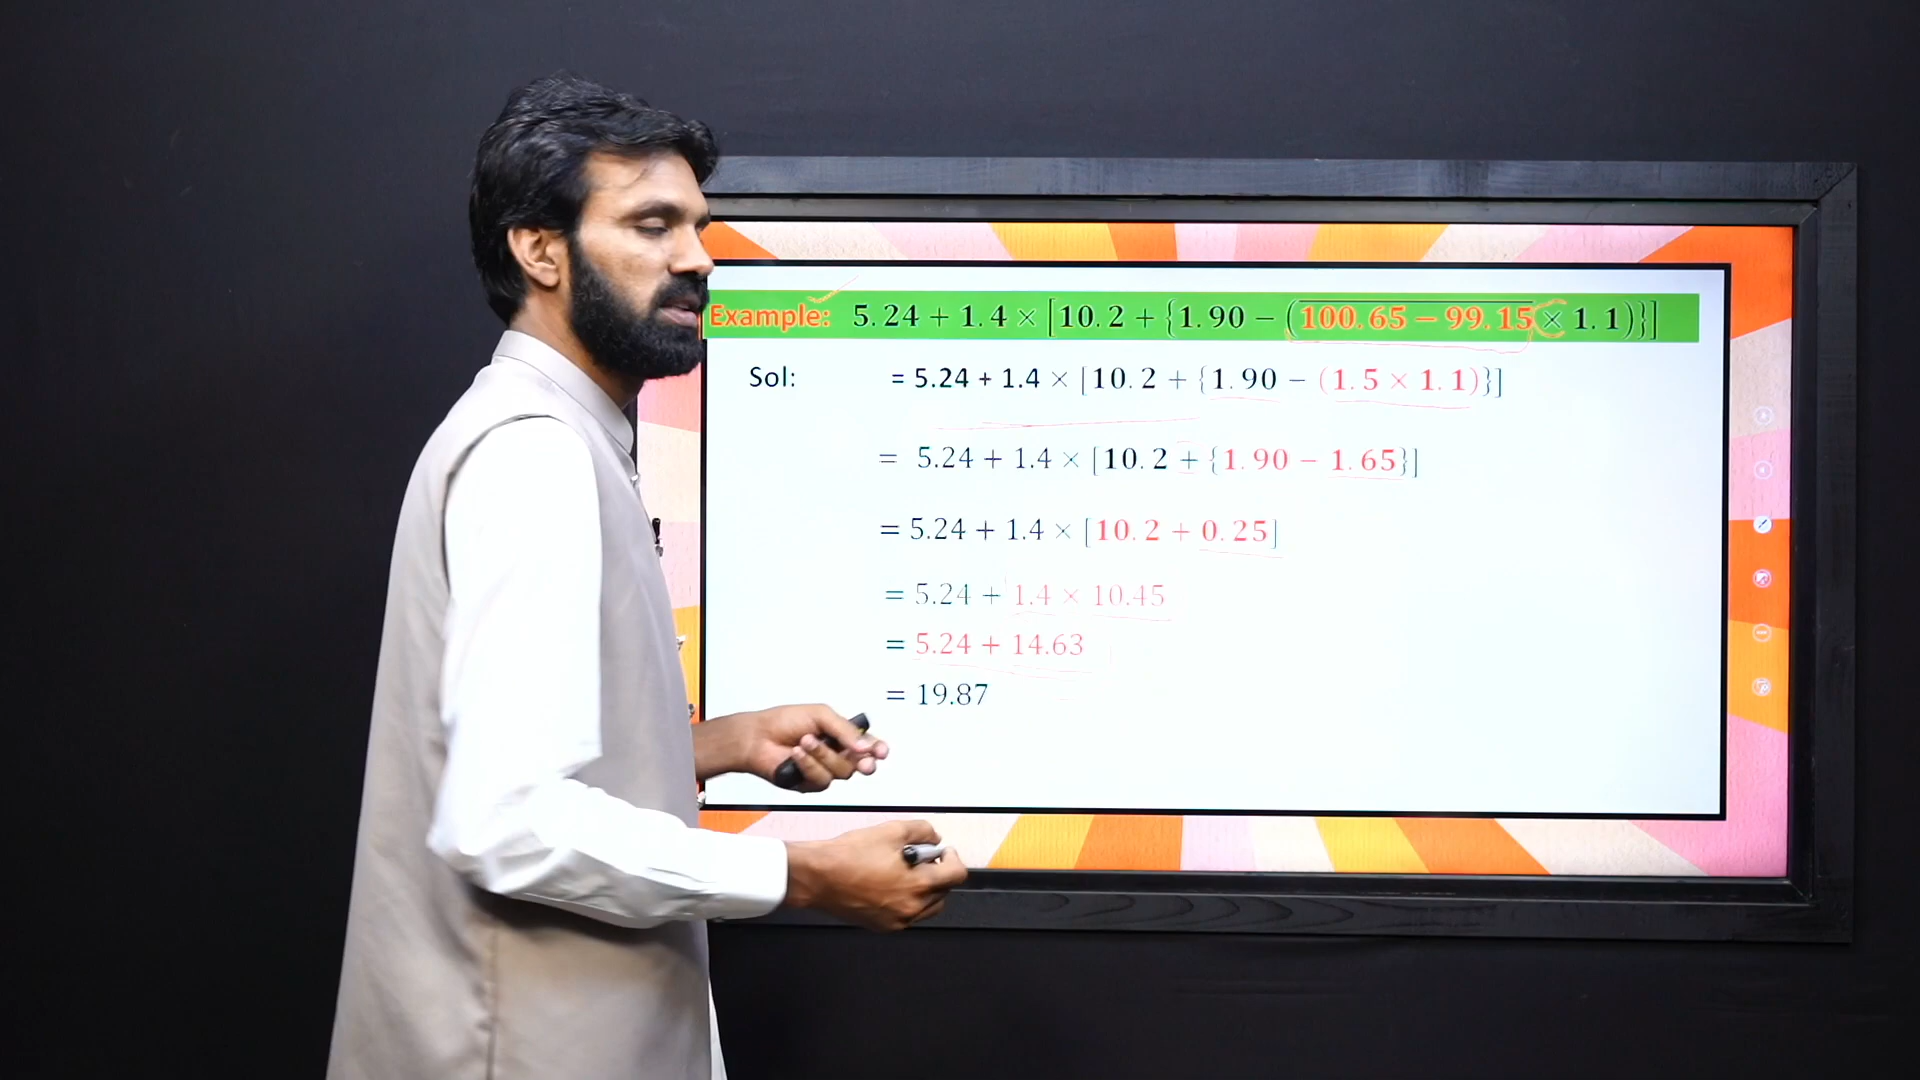 Example: 5.24 + 1.4 × [10.2 + {1.90 − (100.65 − 99.15 × 1.1)}]
Sol: = 5.24 + 1.4 × [10.2 + {1.90 − (1.5 × 1.1)}]
= 5.24 + 1.4 × [10.2 + {1.90 − 1.65}]
= 5.24 + 1.4 × [10.2 + 0.25]
= 5.24 + 1.4 × 10.45
= 5.24 + 14.63
= 19.87